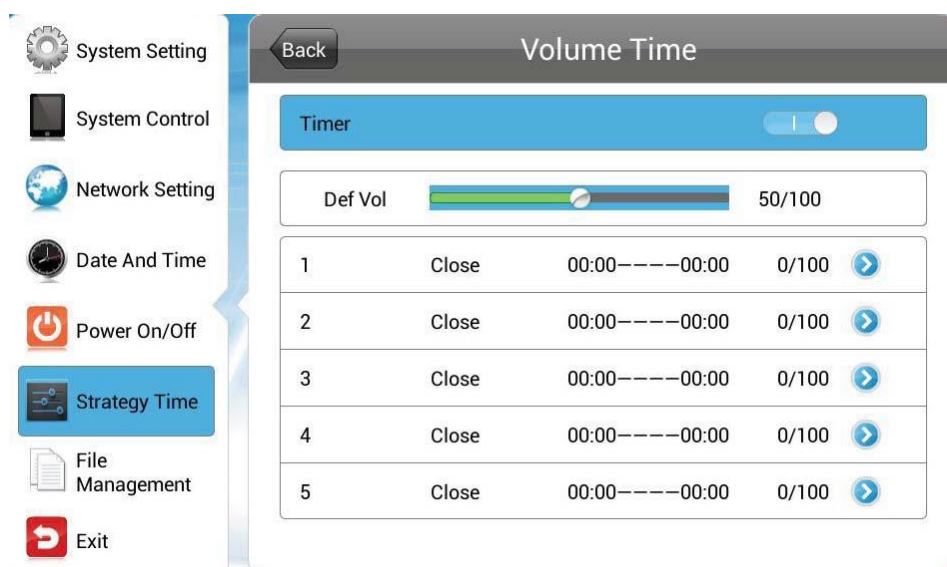 System Setting
System Control
Network Setting
Date And Time
Power On/Off
Strategy Time
File
Management
Exit
Back
Volume Time
Timer
Def Vol 50/100
1 Close 00:00----00:00 0/100
2 Close 00:00----00:00 0/100
3 Close 00:00----00:00 0/100
4 Close 00:00----00:00 0/100
5 Close 00:00----00:00 0/100